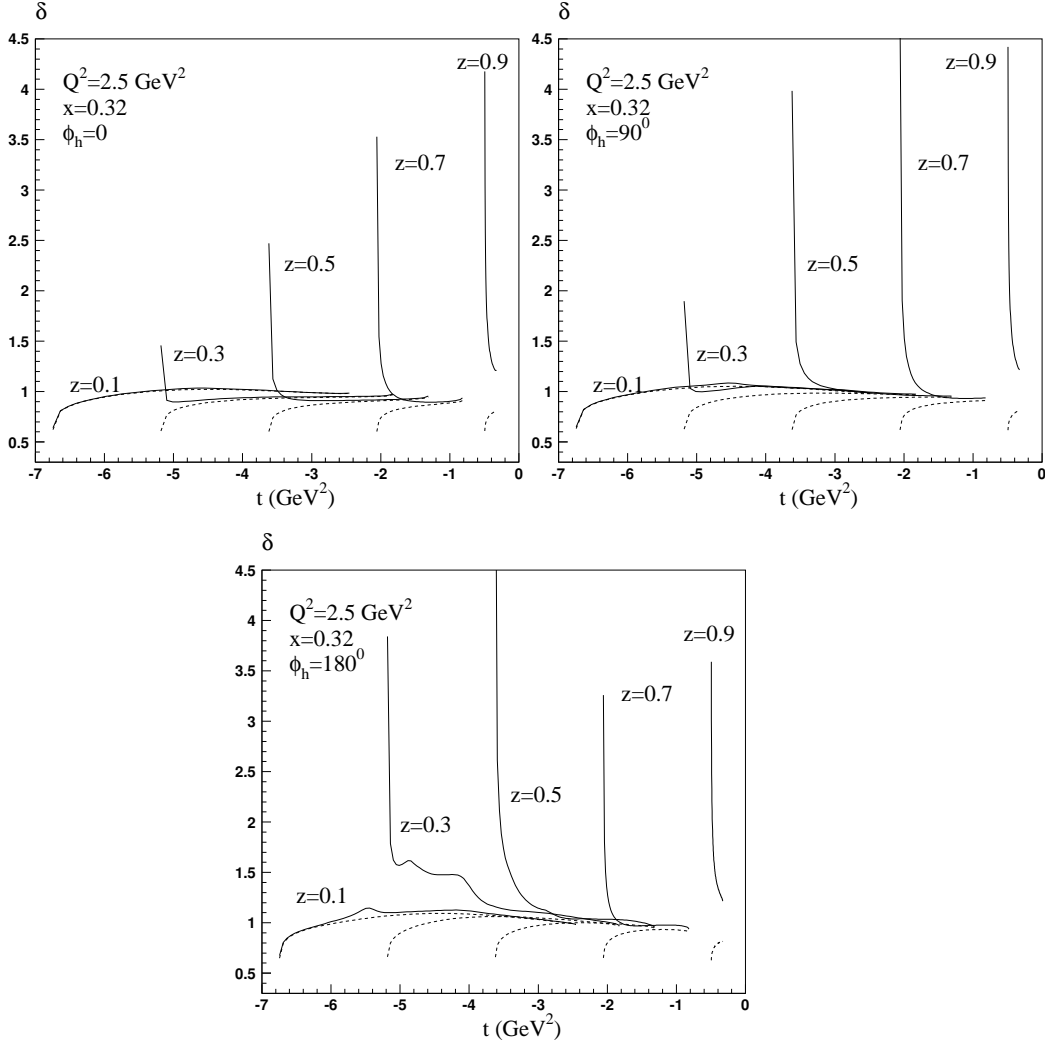 δ
4.5
4
3.5
3
2.5
2
1.5
1
0.5
Q²=2.5 GeV²
x=0.32
ϕ_h=0
z=0.9
z=0.7
z=0.5
z=0.3
z=0.1
-7 -6 -5 -4 -3 -2 -1 0
t (GeV²)
δ
4.5
4
3.5
3
2.5
2
1.5
1
0.5
Q²=2.5 GeV²
x=0.32
ϕ_h=90⁰
z=0.9
z=0.7
z=0.5
z=0.3
z=0.1
-7 -6 -5 -4 -3 -2 -1 0
t (GeV²)
δ
4.5
4
3.5
3
2.5
2
1.5
1
0.5
Q²=2.5 GeV²
x=0.32
ϕ_h=180⁰
z=0.9
z=0.7
z=0.5
z=0.3
z=0.1
-7 -6 -5 -4 -3 -2 -1 0
t (GeV²)